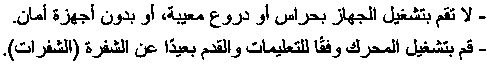 - لا تقم بتشغيل الجهاز بحراس أو دروع معيبة، أو بدون أجهزة أمان.
- قم بتشغيل المحرك وفقًا للتعليمات والقدم بعيدًا عن الشفرة (الشفرات).